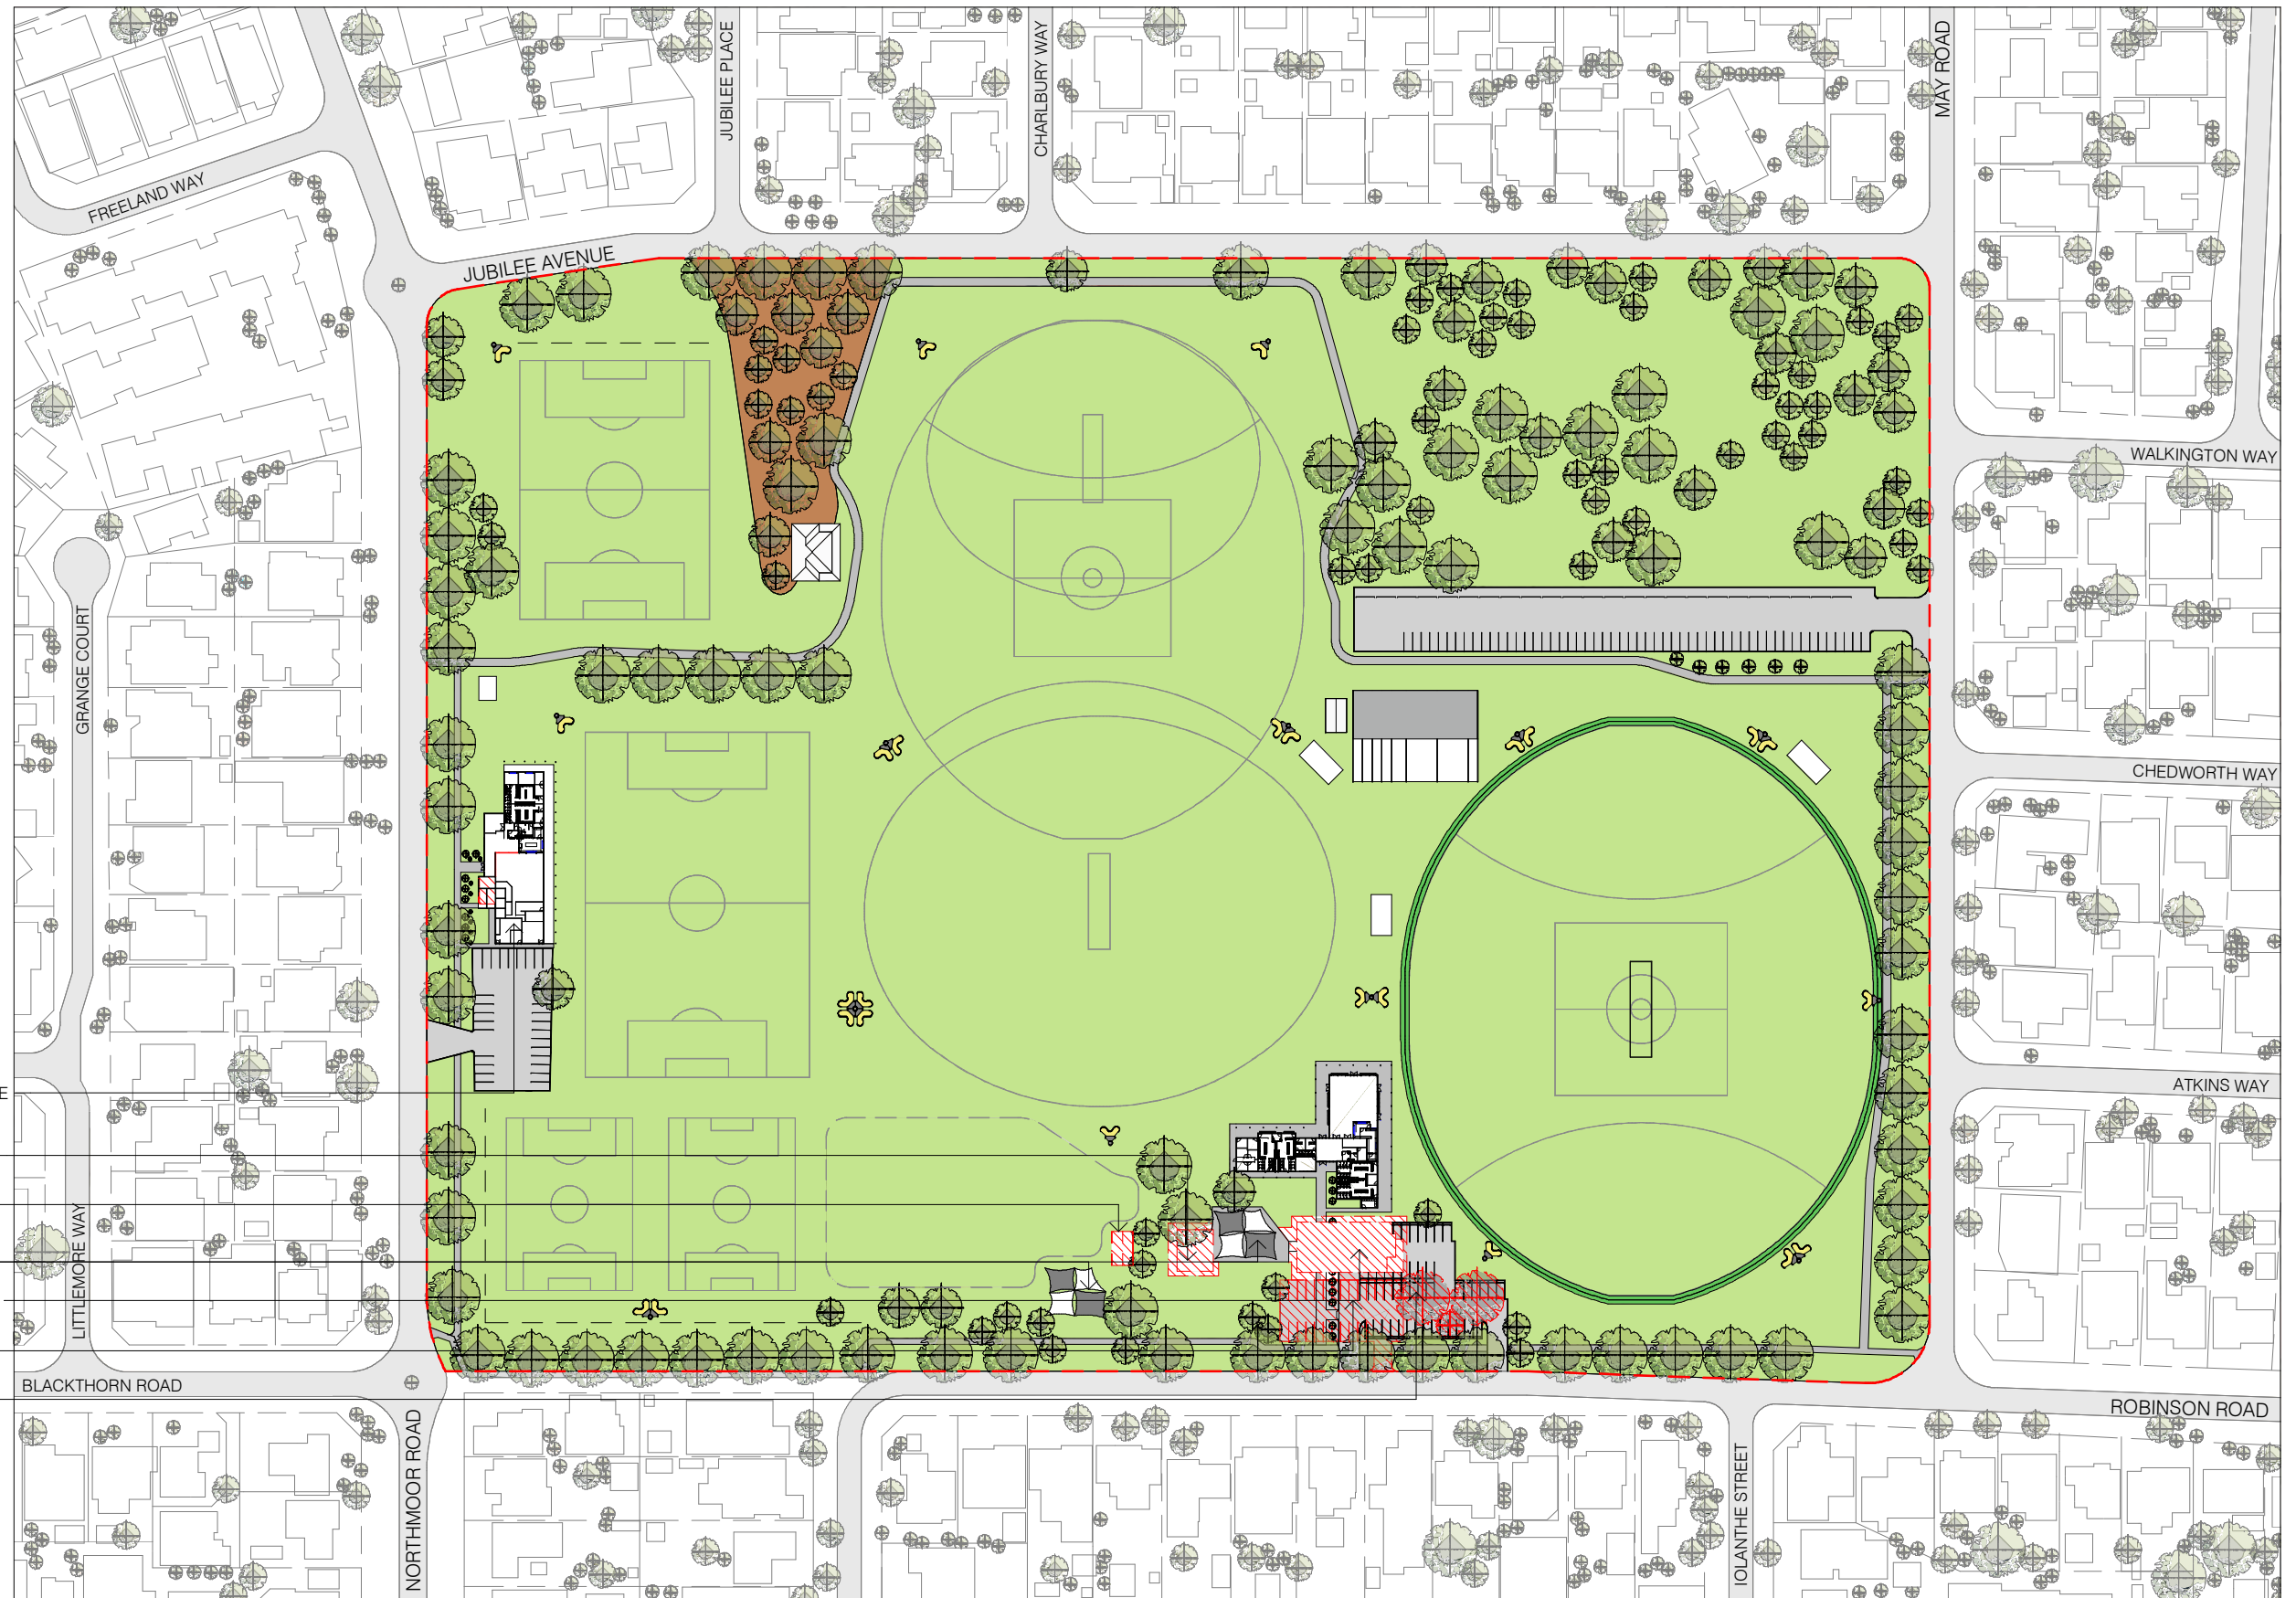 JUBILEE PLACE
CHARLBURY WAY
MAY ROAD
FREELAND WAY
JUBILEE AVENUE
WALKINGTON WAY
GRANGE COURT
CHEDWORTH WAY
ATKINS WAY
E
LITTLEMORE WAY
BLACKTHORN ROAD
ROBINSON ROAD
NORTHMOOR ROAD
IOLANTHE STREET